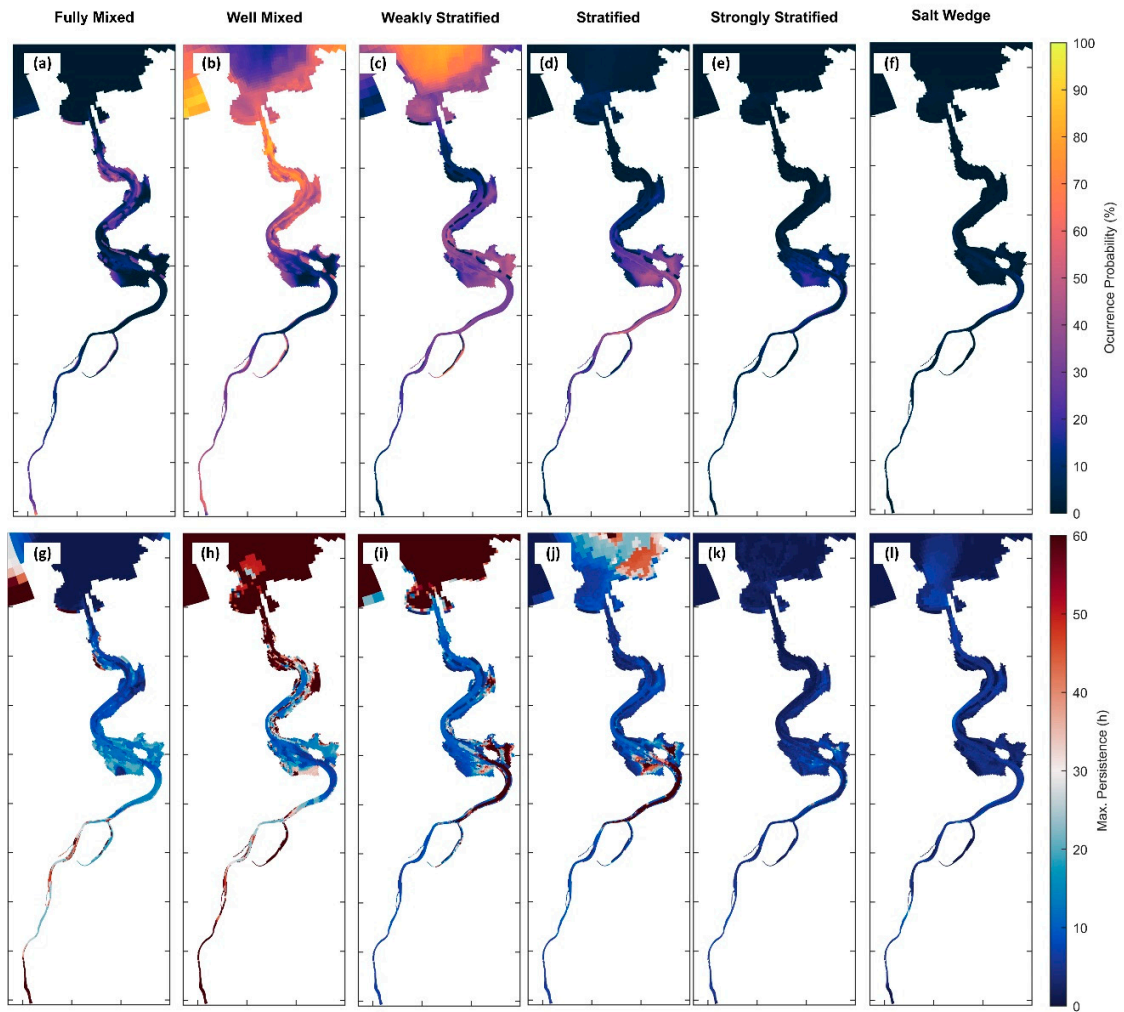 Fully Mixed
Well Mixed
Weakly Stratified
Stratified
Strongly Stratified
Salt Wedge
(a)
(b)
(c)
(d)
(e)
(f)
100
90
80
70
60
50
40
30
20
10
0
Ocurrence Probability (%)
(g)
(h)
(i)
(j)
(k)
(l)
60
50
40
30
20
10
0
Max. Persistence (h)